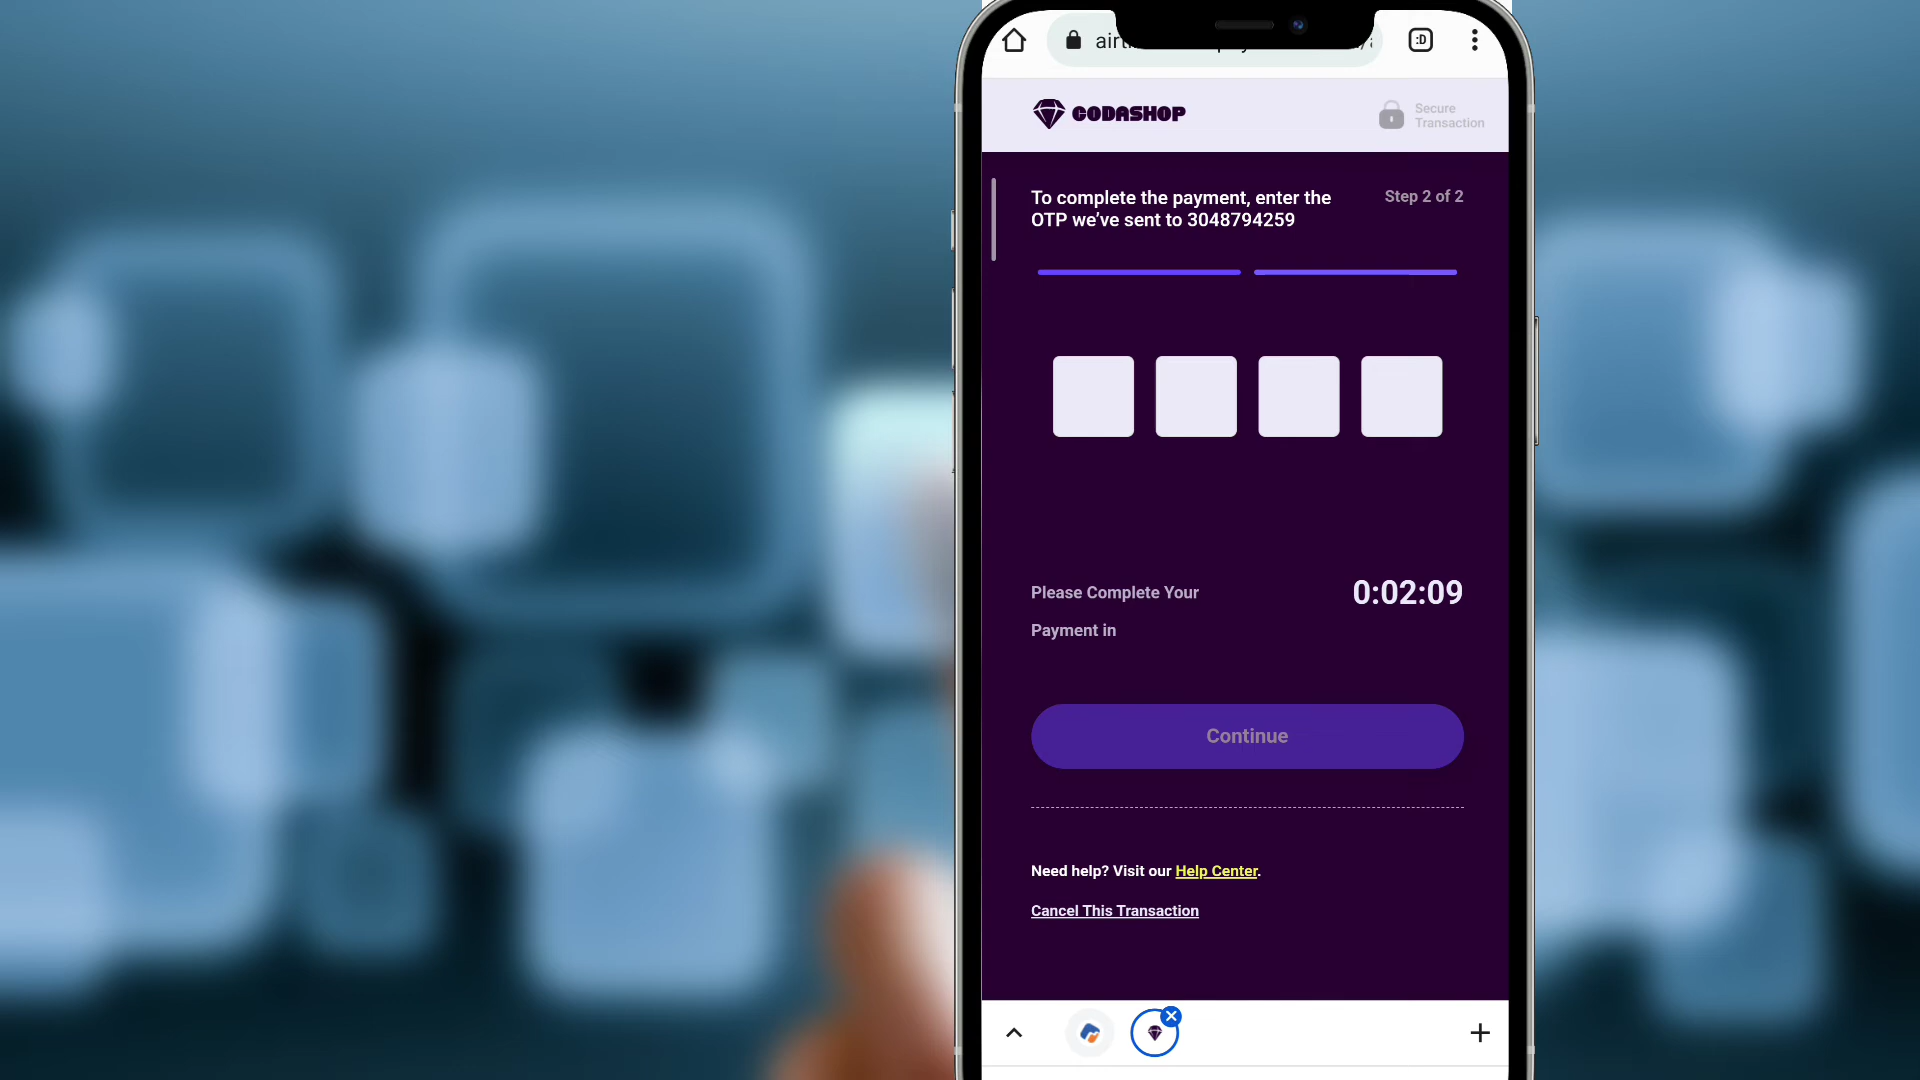 :D
CODASHOP
Secure
Transaction
To complete the payment, enter the
OTP we’ve sent to 3048794259
Step 2 of 2
Please Complete Your
Payment in
0:02:09
Continue
Need help? Visit our Help Center.
Cancel This Transaction